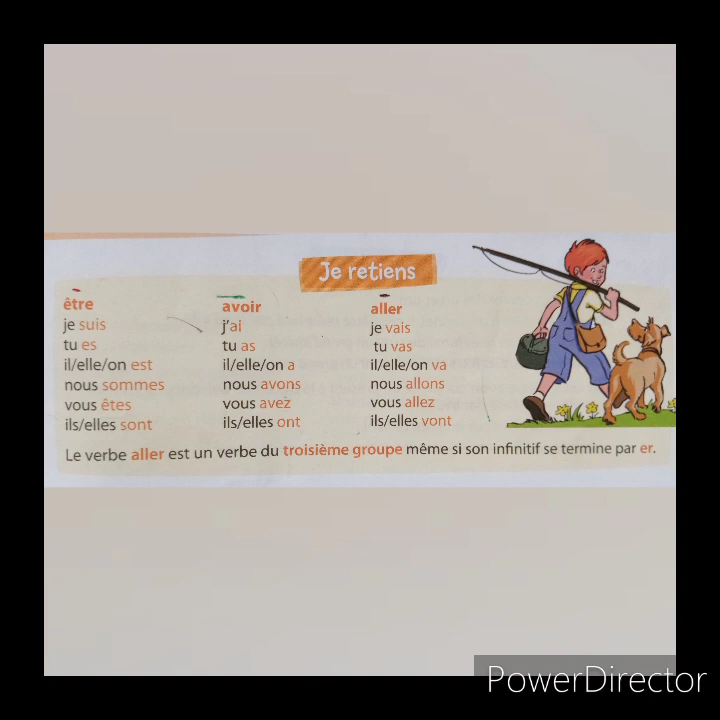 Je retiens
être
je suis
tu es
il/elle/on est
nous sommes
vous êtes
ils/elles sont
avoir
j'ai
tu as
il/elle/on a
nous avons
vous avez
ils/elles ont
aller
je vais
tu vas
il/elle/on va
nous allons
vous allez
ils/elles vont
Le verbe aller est un verbe du troisième groupe même si son infinitif se termine par er.
PowerDirector